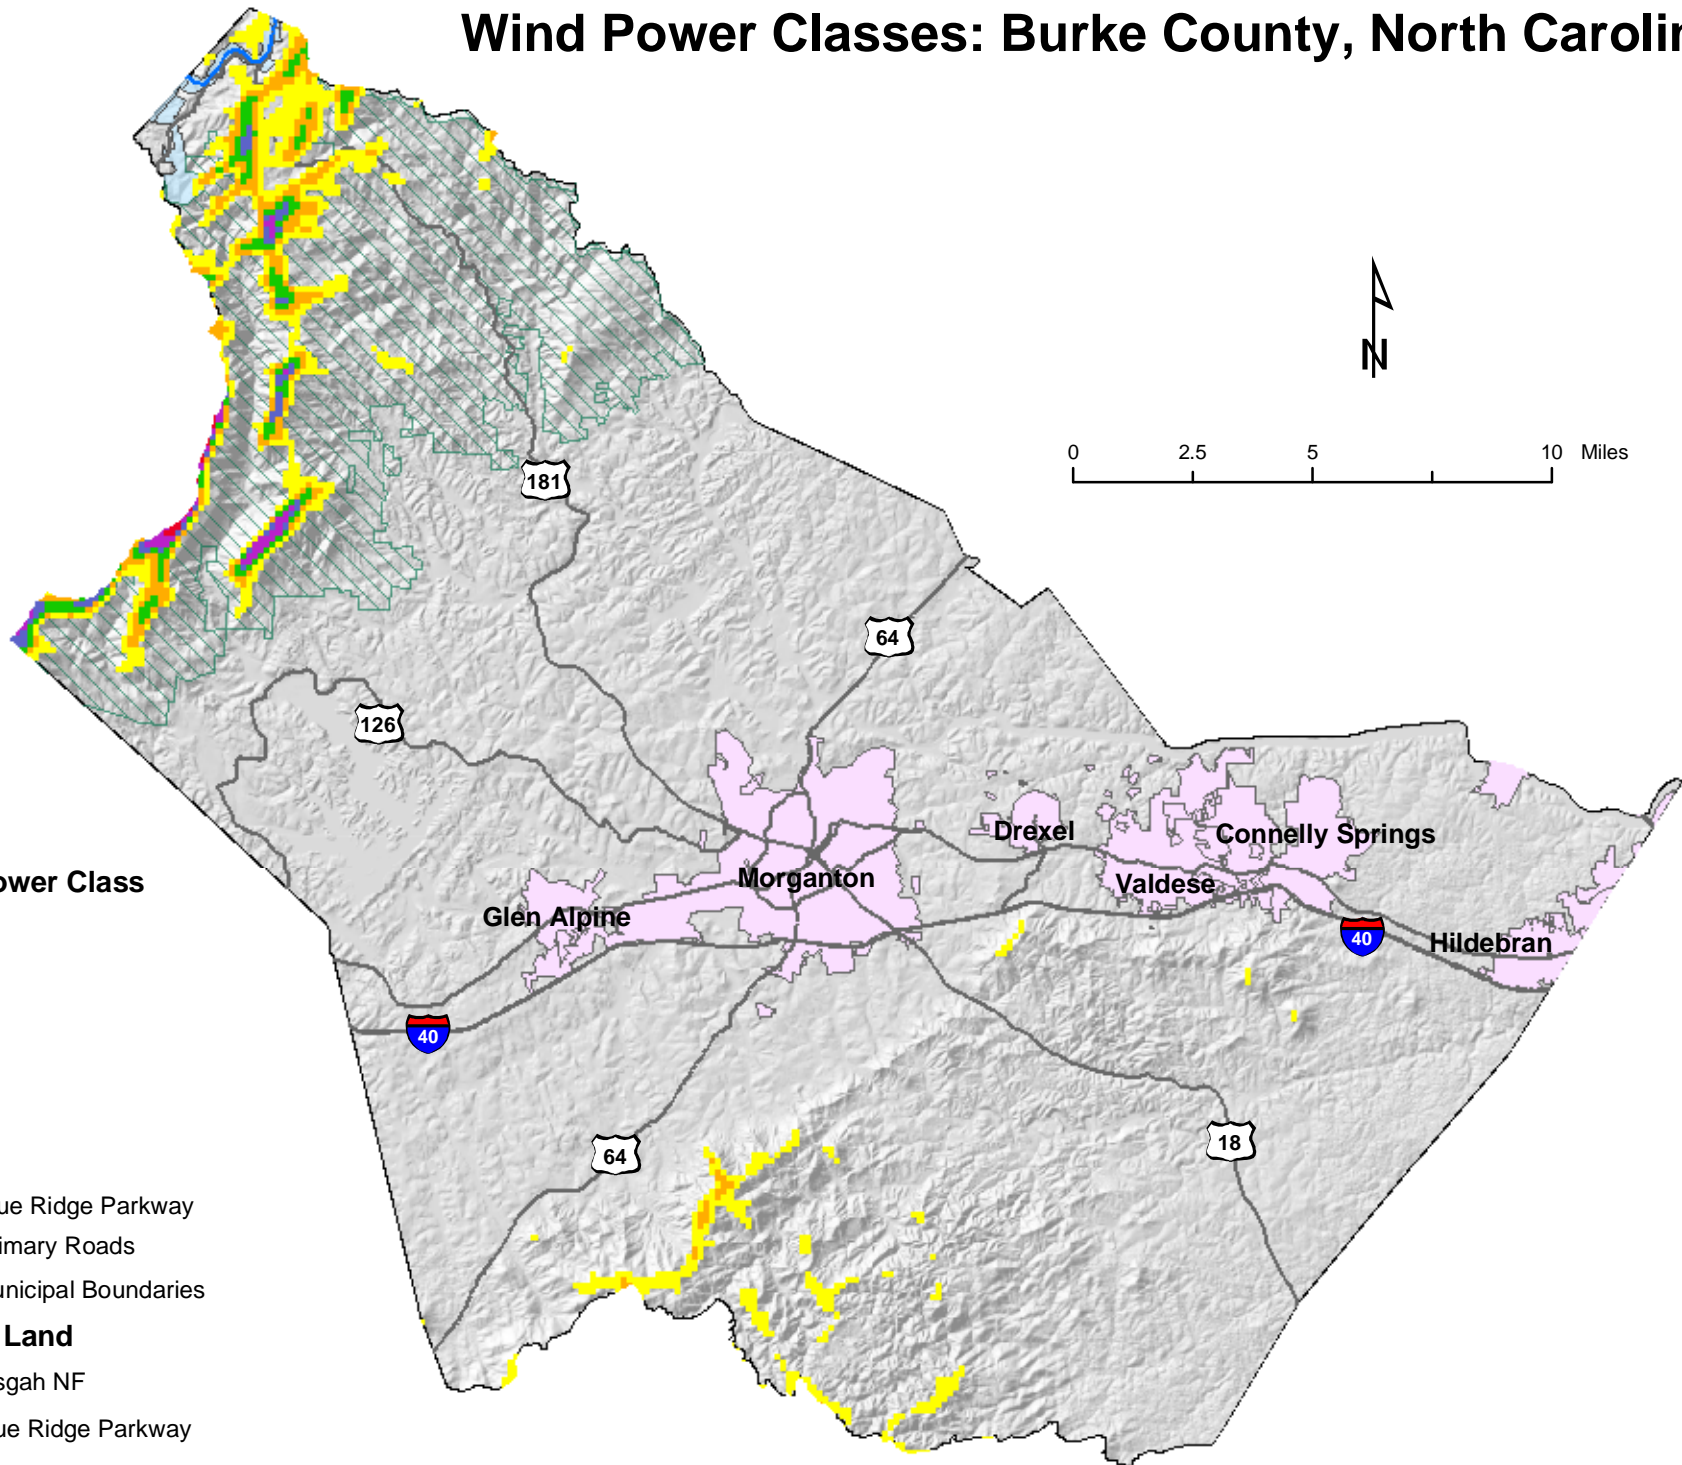 Wind Power Classes: Burke County, North Carolin
N
0 2.5 5 10 Miles
181
64
126
Drexel
Connelly Springs
Morganton
Valdese
Glen Alpine
Hildebran
40
40
64
18
ower Class
ue Ridge Parkway
imary Roads
unicipal Boundaries
Land
sgah NF
ue Ridge Parkway